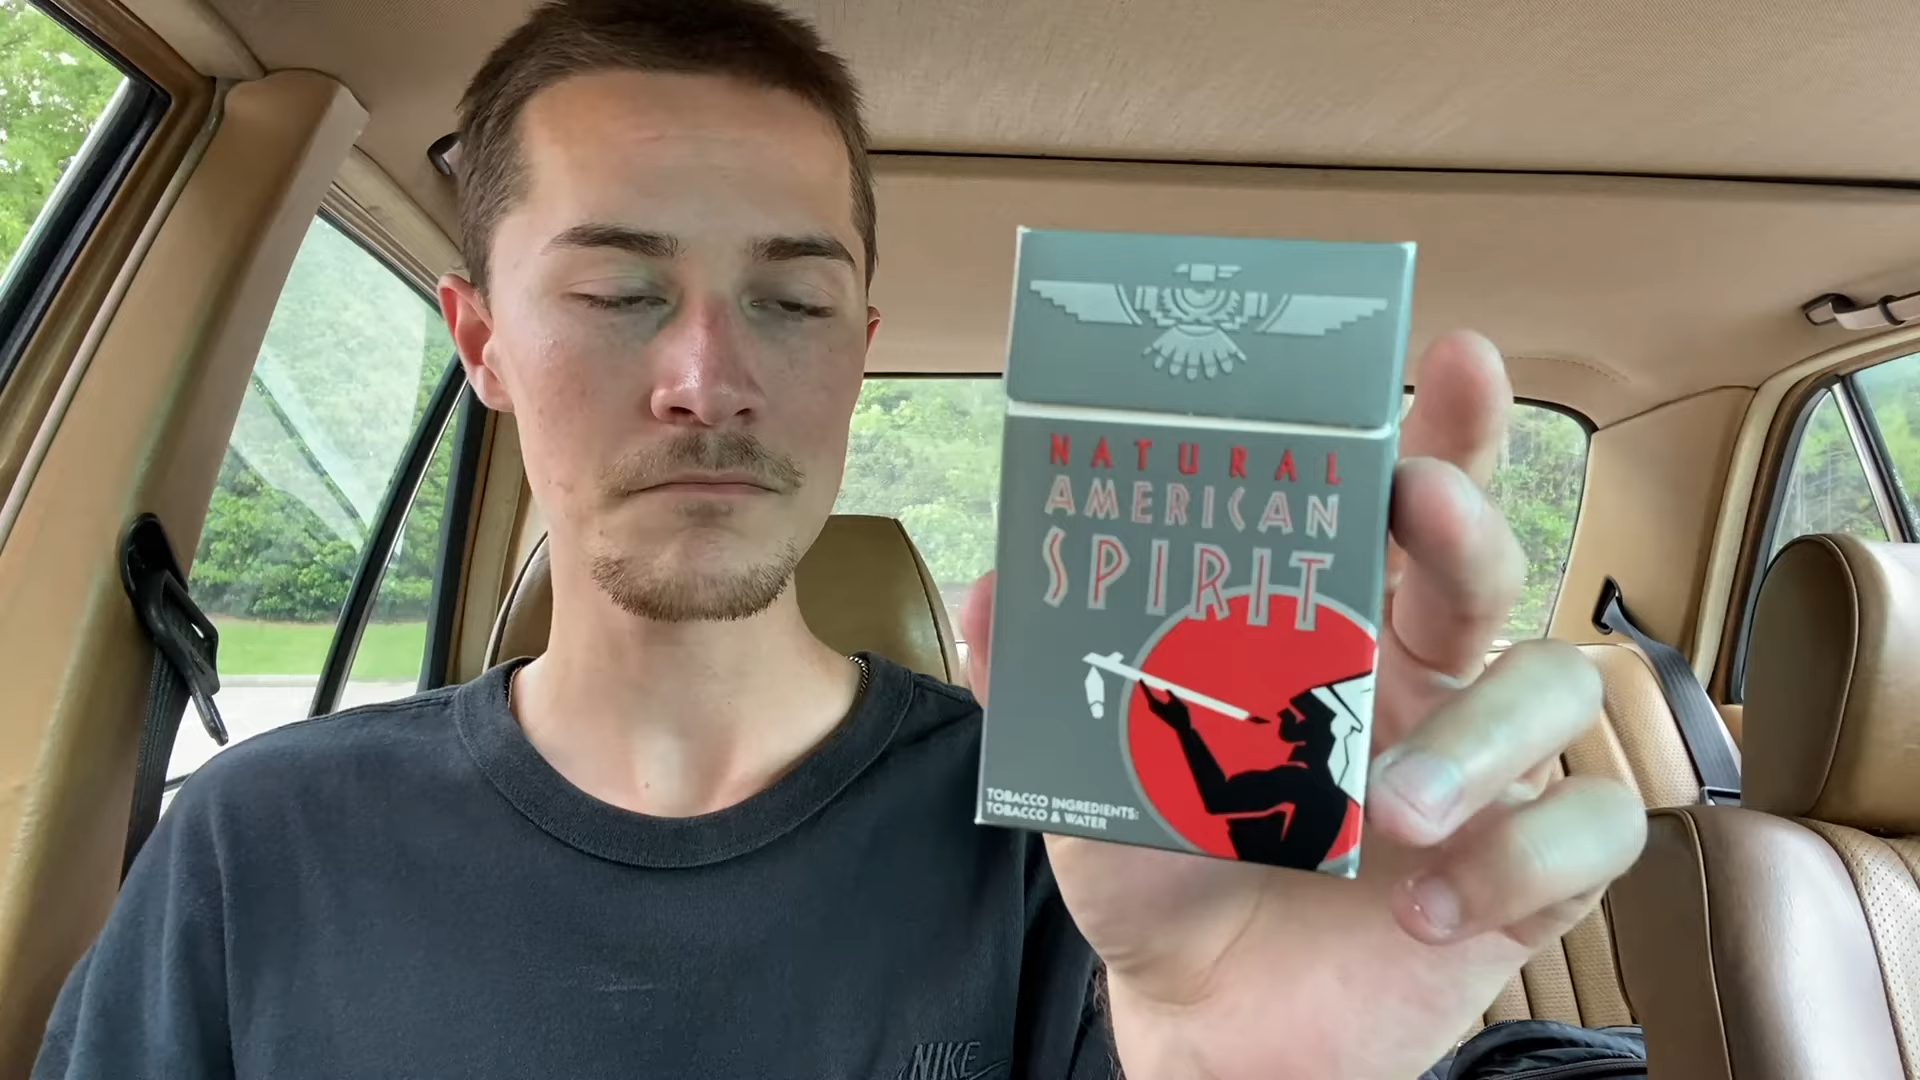 NATURAL
AMERICAN
SPIRIT
TOBACCO INGREDIENTS:
TOBACCO & WATER
NIKE